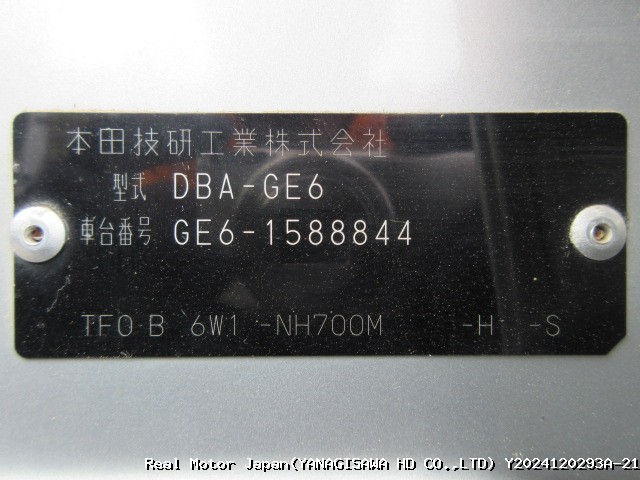 本田技研工業株式会社
型式 DBA-GE6
車台番号 GE6-1588844
TF0 B 6W1 -NH700M -H- -S
Real Motor Japan(YANAGISAWA HD CO.,LTD) Y2024120293A-21